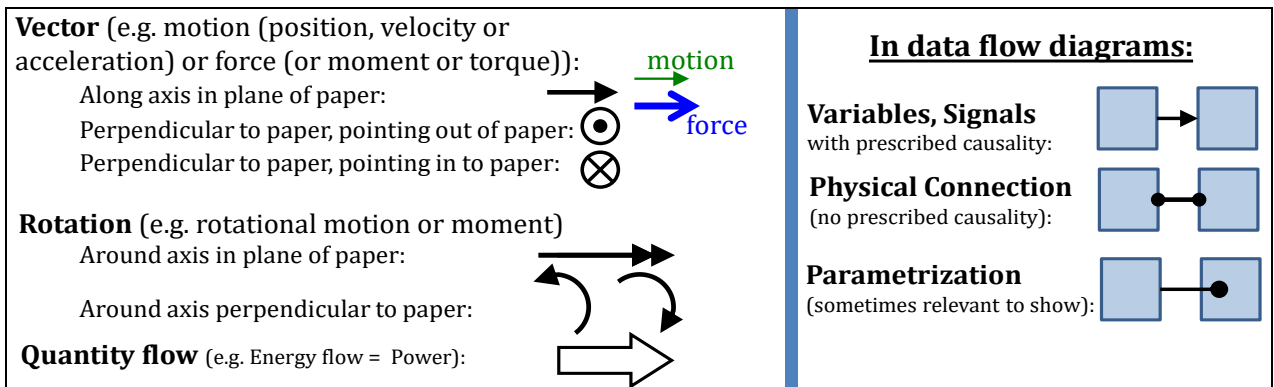 Vector (e.g. motion (position, velocity or
acceleration) or force (or moment or torque)):
motion
Along axis in plane of paper:
force
Perpendicular to paper, pointing out of paper:
Perpendicular to paper, pointing in to paper:
Rotation (e.g. rotational motion or moment)
Around axis in plane of paper:
Around axis perpendicular to paper:
Quantity flow (e.g. Energy flow = Power):
In data flow diagrams:
Variables, Signals
with prescribed causality:
Physical Connection
(no prescribed causality):
Parametrization
(sometimes relevant to show):